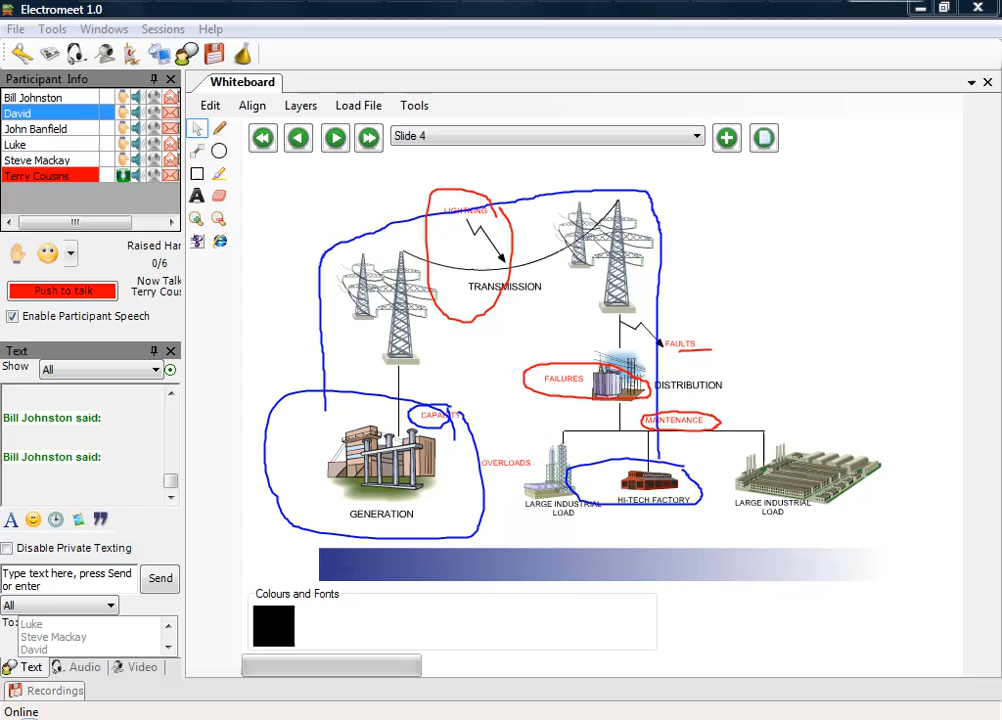 Electromeet 1.0
File Tools Windows Sessions Help
Participant Info
Bill Johnston
David
John Banfield
Luke
Steve Mackay
Terry Cousins
Raised Har
0/6
Now Talk
Terry Cous
Push to talk
Enable Participant Speech
Text
Show All
Bill Johnston said:
Bill Johnston said:
Disable Private Texting
Type text here, press Send
or enter
Send
All
To:
Luke
Steve Mackay
David
Text Audio Video
Recordings
Online
Whiteboard
Edit Align Layers Load File Tools
Slide 4
LIGHTNING
TRANSMISSION
FAULTS
FAILURES
DISTRIBUTION
CAPACITY
MAINTENANCE
OVERLOADS
GENERATION
LARGE INDUSTRIAL
LOAD
HI-TECH FACTORY
LARGE INDUSTRIAL
LOAD
Colours and Fonts